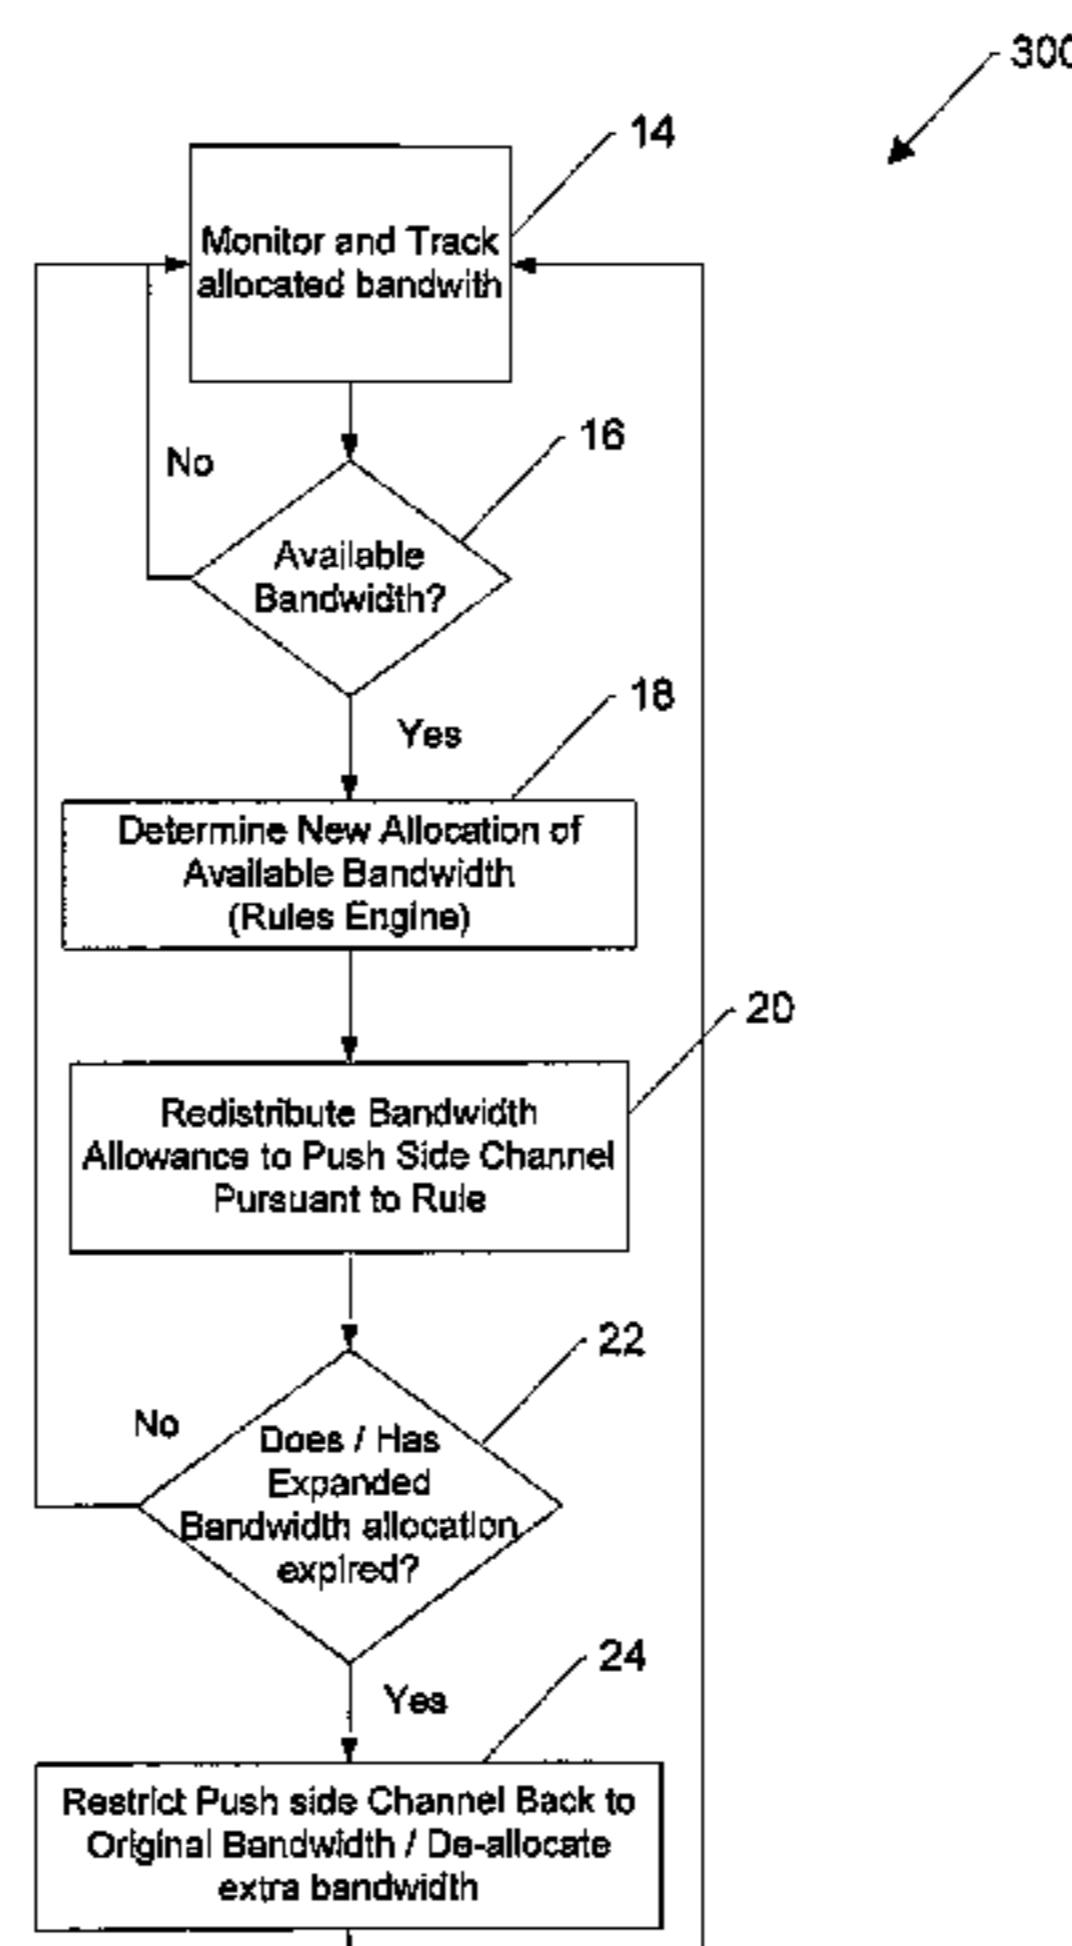 300
14
Monitor and Track
allocated bandwith
16
No
Available
Bandwidth?
18
Yes
Determine New Allocation of
Available Bandwidth
(Rules Engine)
20
Redistribute Bandwidth
Allowance to Push Side Channel
Pursuant to Rule
22
No
Does / Has
Expanded
Bandwidth allocation
expired?
24
Yes
Restrict Push side Channel Back to
Original Bandwidth / De-allocate
extra bandwidth